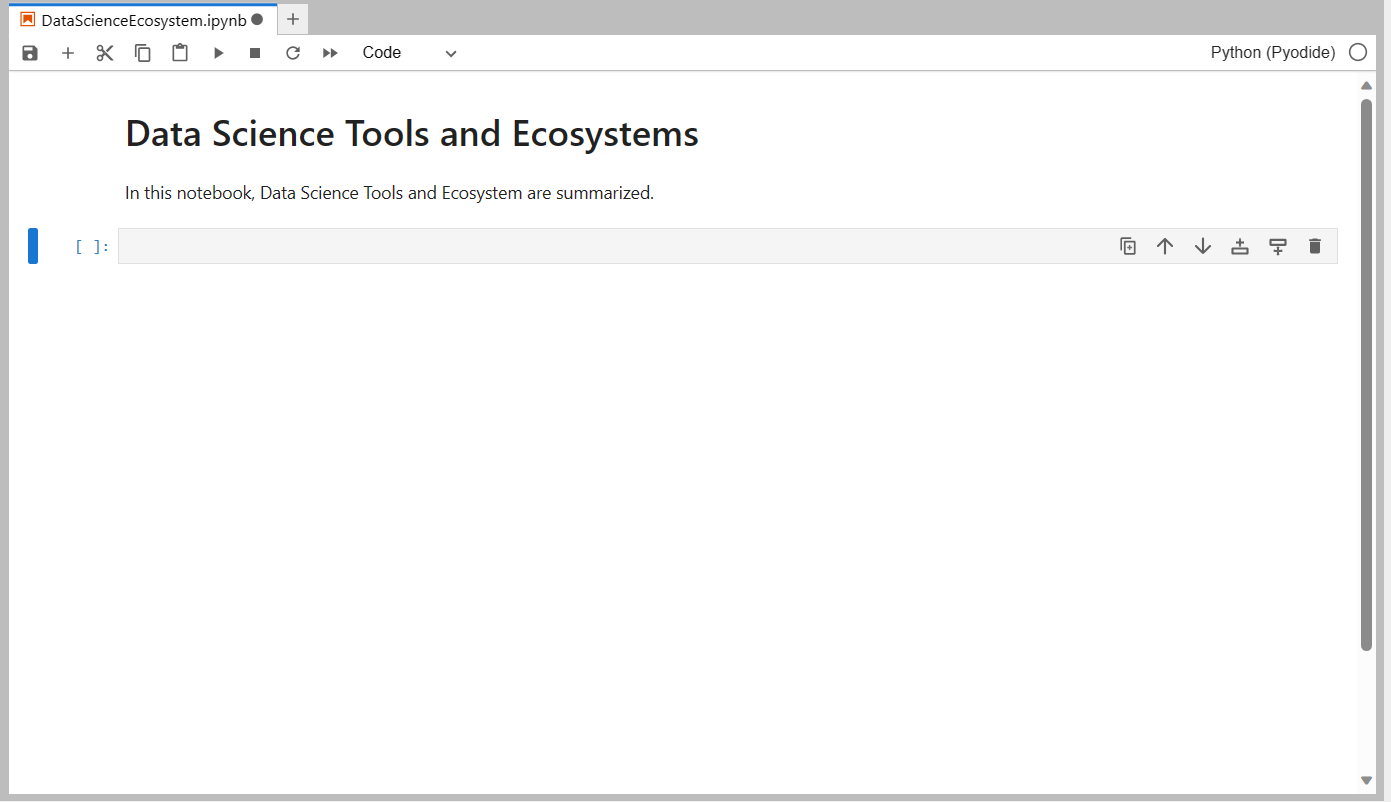 DataScienceEcosystem.ipynb
Code
Python (Pyodide)
Data Science Tools and Ecosystems
In this notebook, Data Science Tools and Ecosystem are summarized.
[ ]: